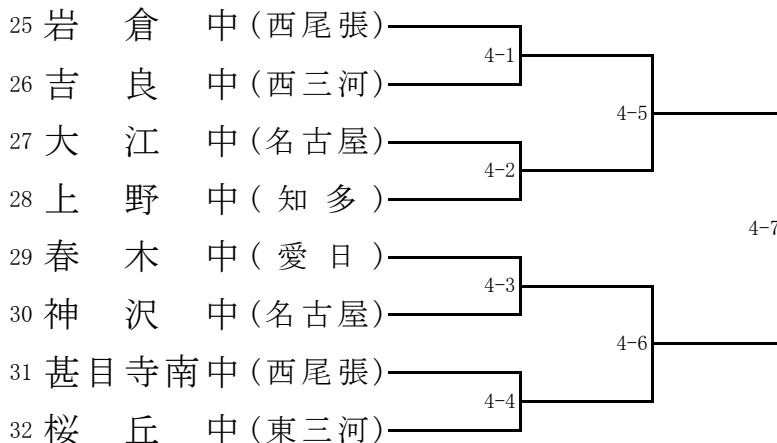 25 岩倉中(西尾張)
4-1
26 吉良中(西三河)
4-5
27 大江中(名古屋)
4-2
28 上野中(知多)
4-7
29 春木中(愛日)
4-3
30 神沢中(名古屋)
4-6
31 甚目寺南中(西尾張)
4-4
32 桜丘中(東三河)